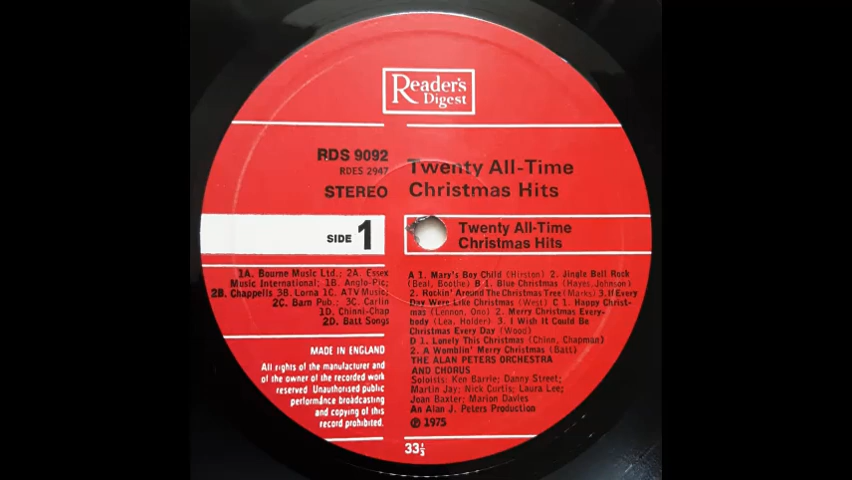 Reader's
Digest
RDS 9092
RDES 2947
STEREO
Twenty All-Time
Christmas Hits
SIDE 1
Twenty All-Time
Christmas Hits
1A. Bourne Music Ltd.; 2A. Essex
Music International; 1B. Anglo-Pic;
2B. Chappells 3B. Lorna 1C. ATV Music;
2C. Barn Pub.; 3C. Carlin
1D. Chinni-Chap
2D. Batt Songs
A 1. Mary's Boy Child (Hirston) 2. Jingle Bell Rock
(Beal, Boothe) B 1. Blue Christmas (Hayes, Johnson)
2. Rockin' Around The Christmas Tree (Marks) 3. If Every
Day Were Like Christmas (West) C 1. Happy Christ-
mas (Lennon, Ono) 2. Merry Christmas Every-
body (Lea, Holder) 3. I Wish It Could Be
Christmas Every Day (Wood)
D 1. Lonely This Christmas (Chinn, Chapman)
2. A Womblin' Merry Christmas (Batt)
THE ALAN PETERS ORCHESTRA
AND CHORUS
Soloists: Ken Barrie; Danny Street;
Martin Jay; Nick Curtis; Laura Lee;
Joan Baxter; Marion Davies
An Alan J. Peters Production
℗ 1975
MADE IN ENGLAND
All rights of the manufacturer and
of the owner of the recorded work
reserved Unauthorised public
performance broadcasting
and copying of this
record prohibited.
33⅓